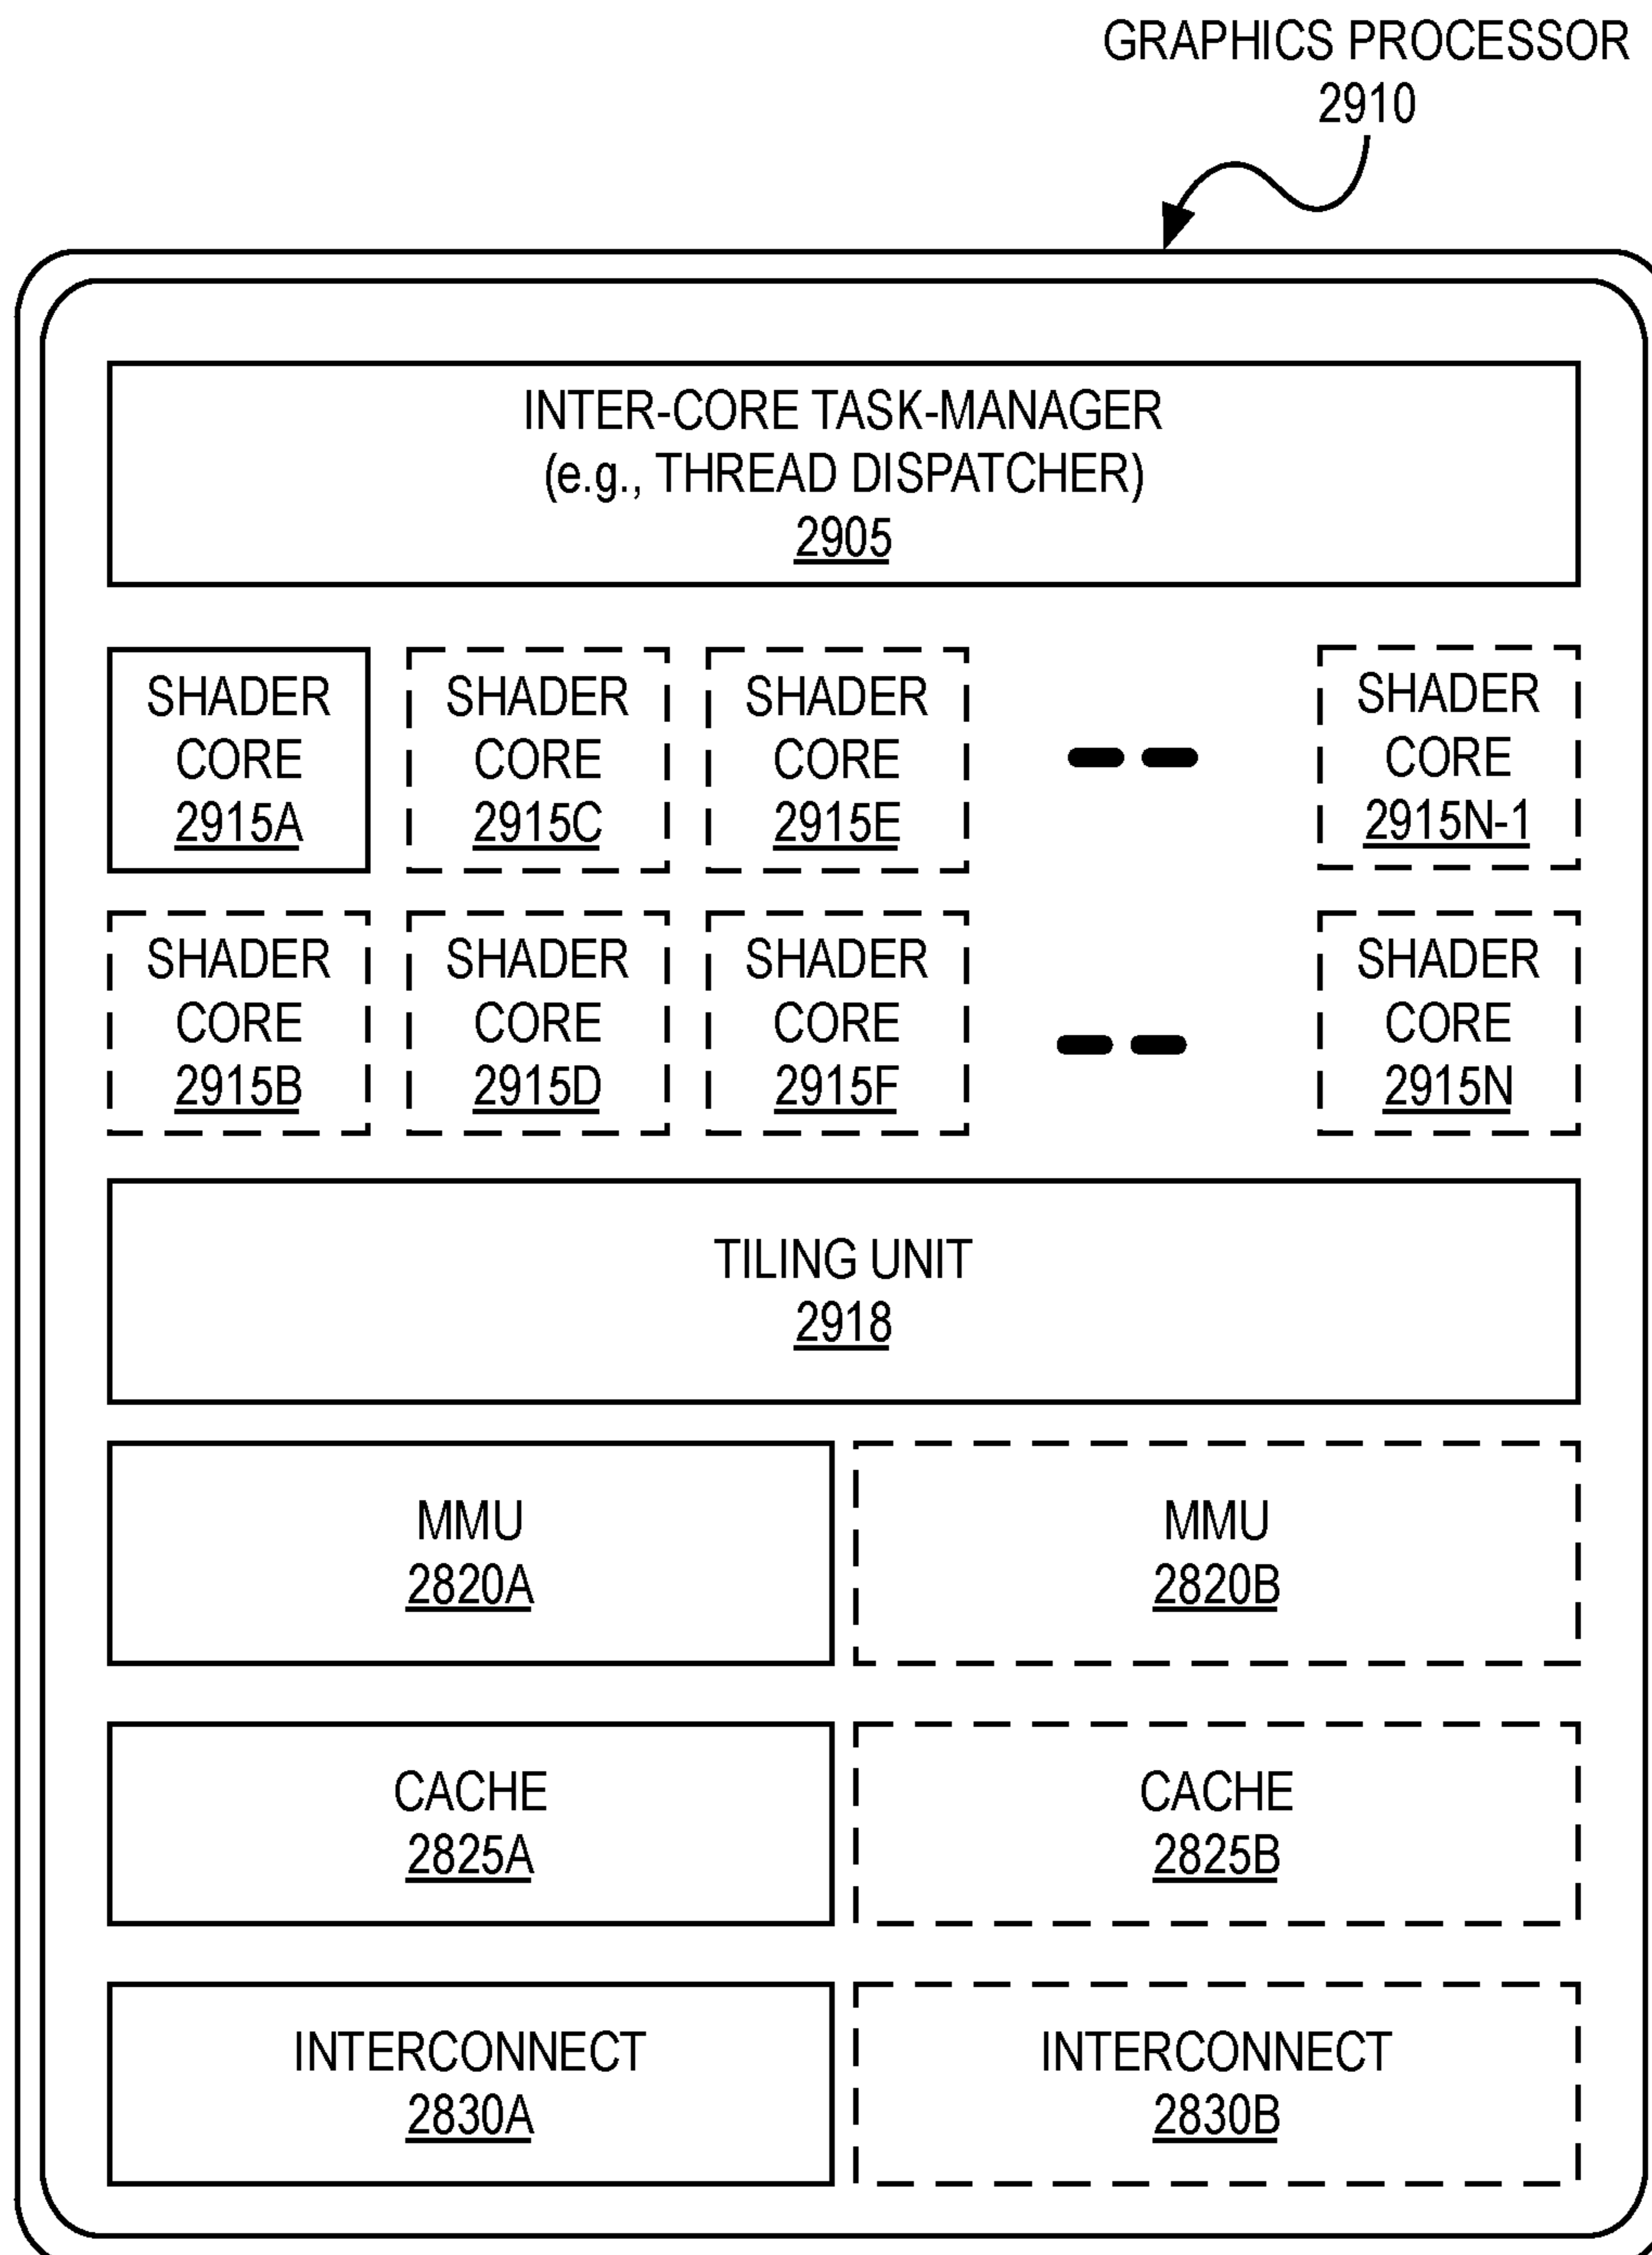 GRAPHICS PROCESSOR
2910
INTER-CORE TASK-MANAGER
(e.g., THREAD DISPATCHER)
2905
SHADER
CORE
2915A
SHADER
CORE
2915C
SHADER
CORE
2915E
SHADER
CORE
2915N-1
SHADER
CORE
2915B
SHADER
CORE
2915D
SHADER
CORE
2915F
SHADER
CORE
2915N
TILING UNIT
2918
MMU
2820A
MMU
2820B
CACHE
2825A
CACHE
2825B
INTERCONNECT
2830A
INTERCONNECT
2830B